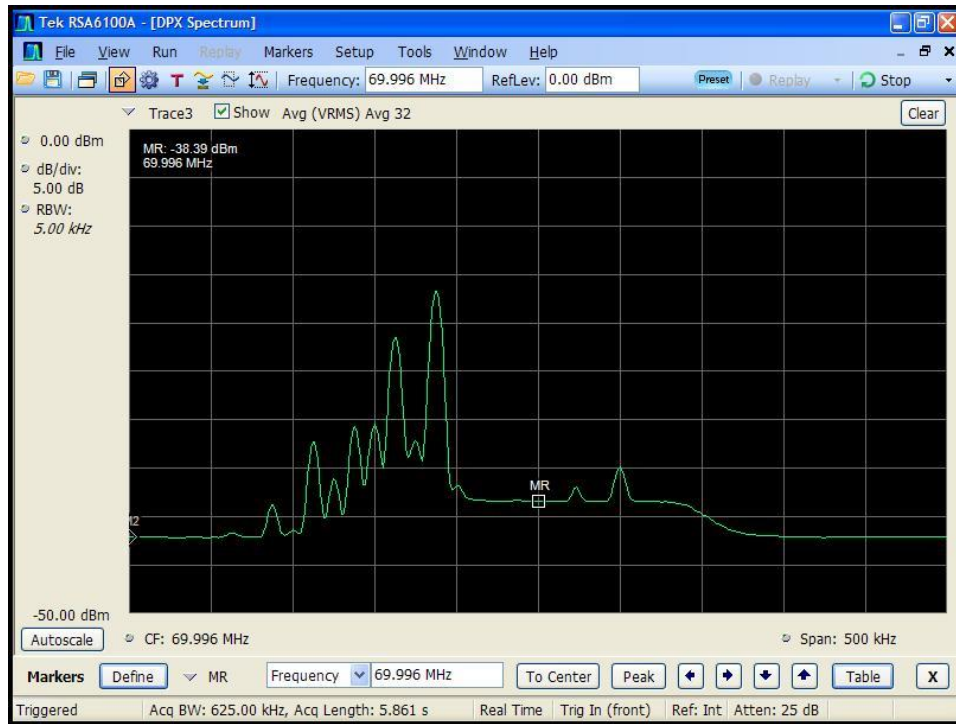 Tek RSA6100A - [DPX Spectrum]
File View Run Replay Markers Setup Tools Window Help
T Frequency: 69.996 MHz RefLev: 0.00 dBm Preset Replay Stop
Trace3 Show Avg (VRMS) Avg 32 Clear
0.00 dBm
dB/div:
5.00 dB
RBW:
5.00 kHz
MR: -38.39 dBm
69.996 MHz
MR
-50.00 dBm
Autoscale CF: 69.996 MHz Span: 500 kHz
Markers Define MR Frequency 69.996 MHz To Center Peak Table X
Triggered Acq BW: 625.00 kHz, Acq Length: 5.861 s Real Time Trig In (front) Ref: Int Atten: 25 dB